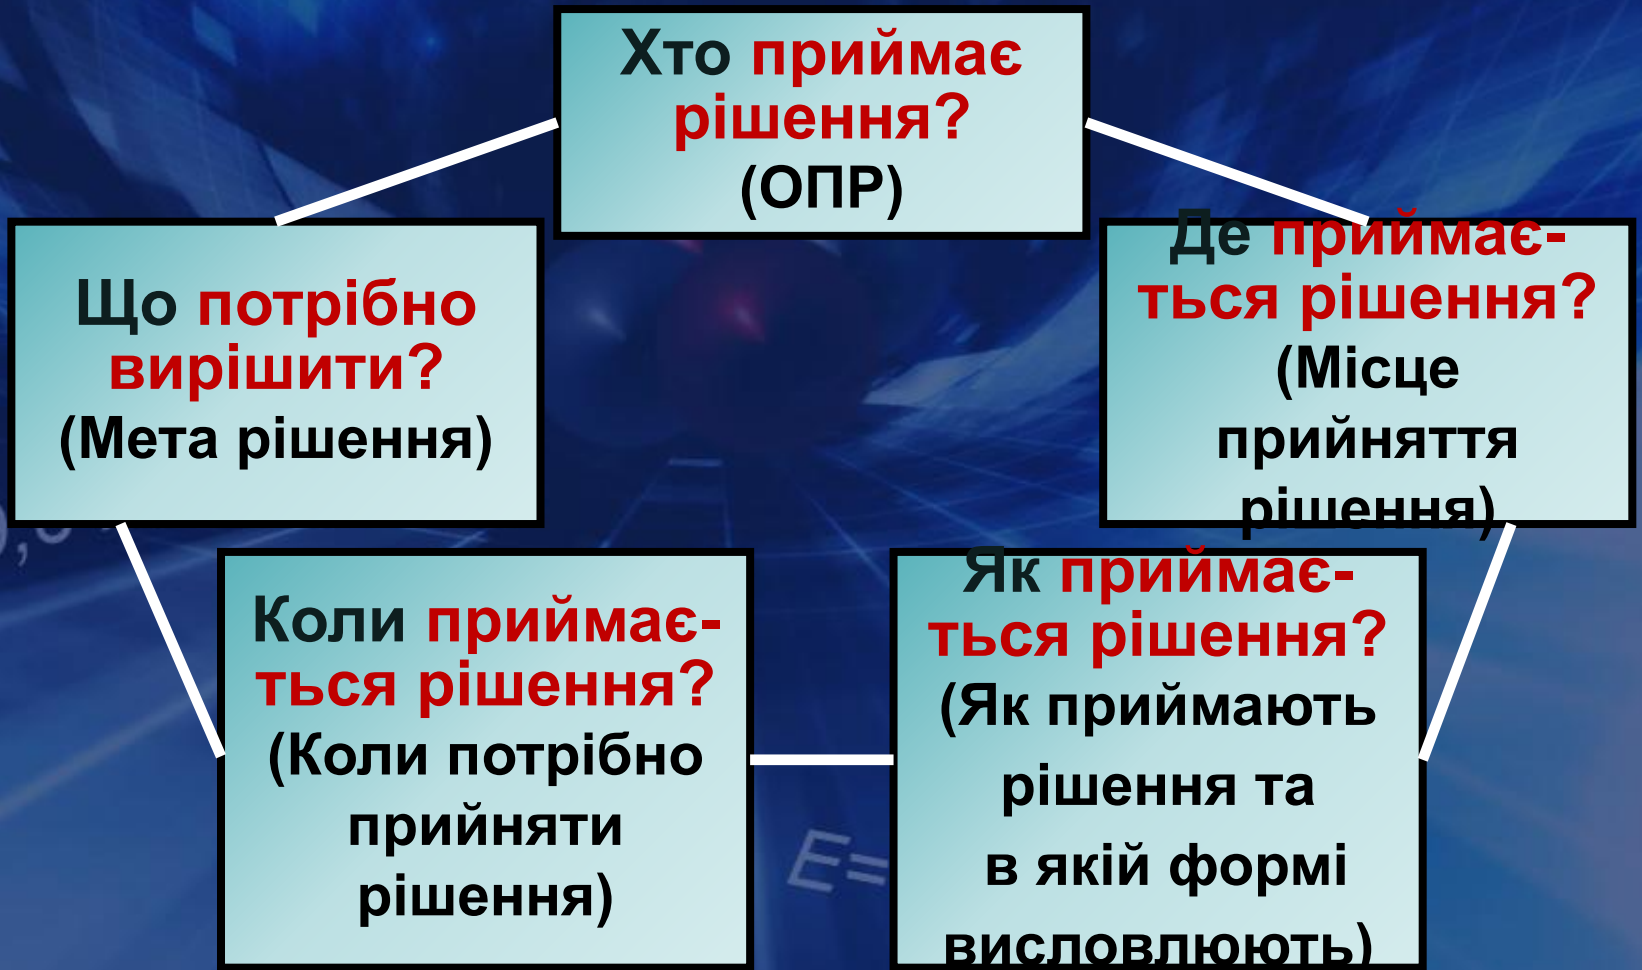 Хто приймає
рішення?
(ОПР)
Що потрібно
вирішити?
(Мета рішення)
Де приймає-
ться рішення?
(Місце
прийняття
рішення)
Коли приймає-
ться рішення?
(Коли потрібно
прийняти
рішення)
Як приймає-
ться рішення?
(Як приймають
рішення та
в якій формі
висловлюють)
E=